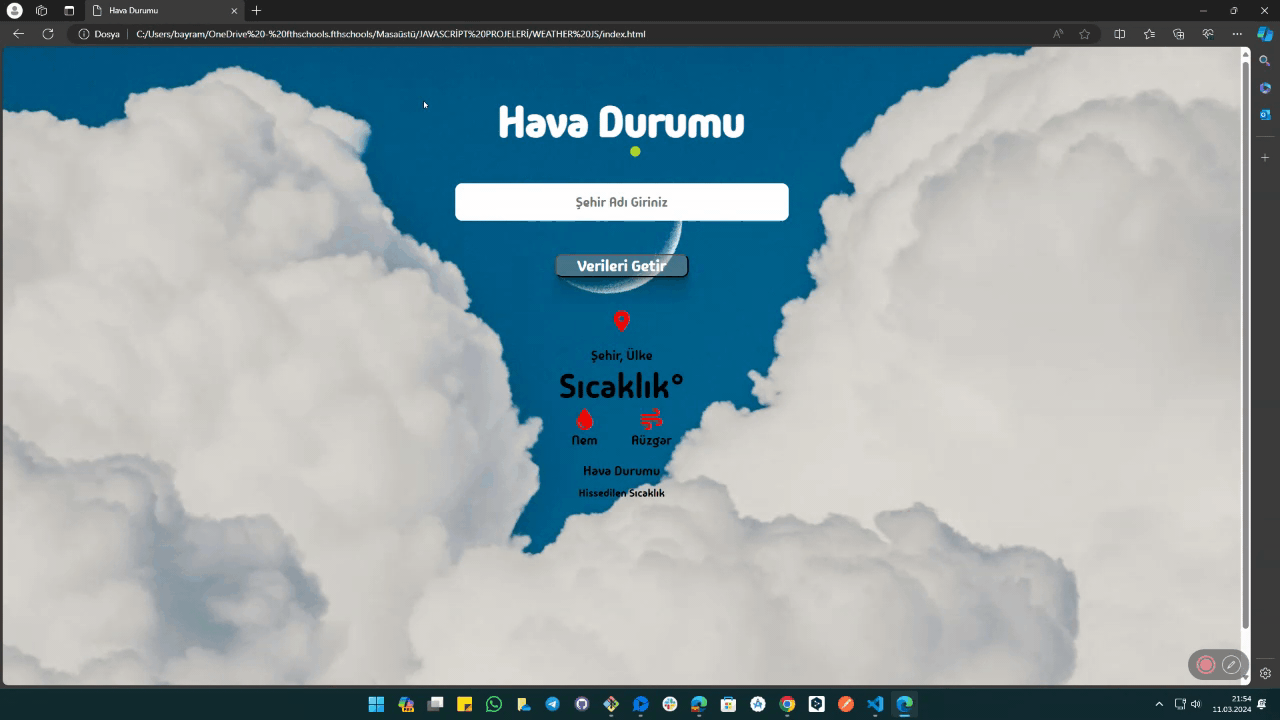 Hava Durumu
Dosya
C:/Users/bayram/OneDrive%20-%20fthschools.fthschools/Masaüstü/JAVASCRİPT%20PROJELERİ/WEATHER%20JS/index.html
Hava Durumu
Şehir Adı Giriniz
Verileri Getir
Şehir, Ülke
Sıcaklık°
Nem Rüzgar
Hava Durumu
Hissedilen Sıcaklık
21:54
11.03.2024